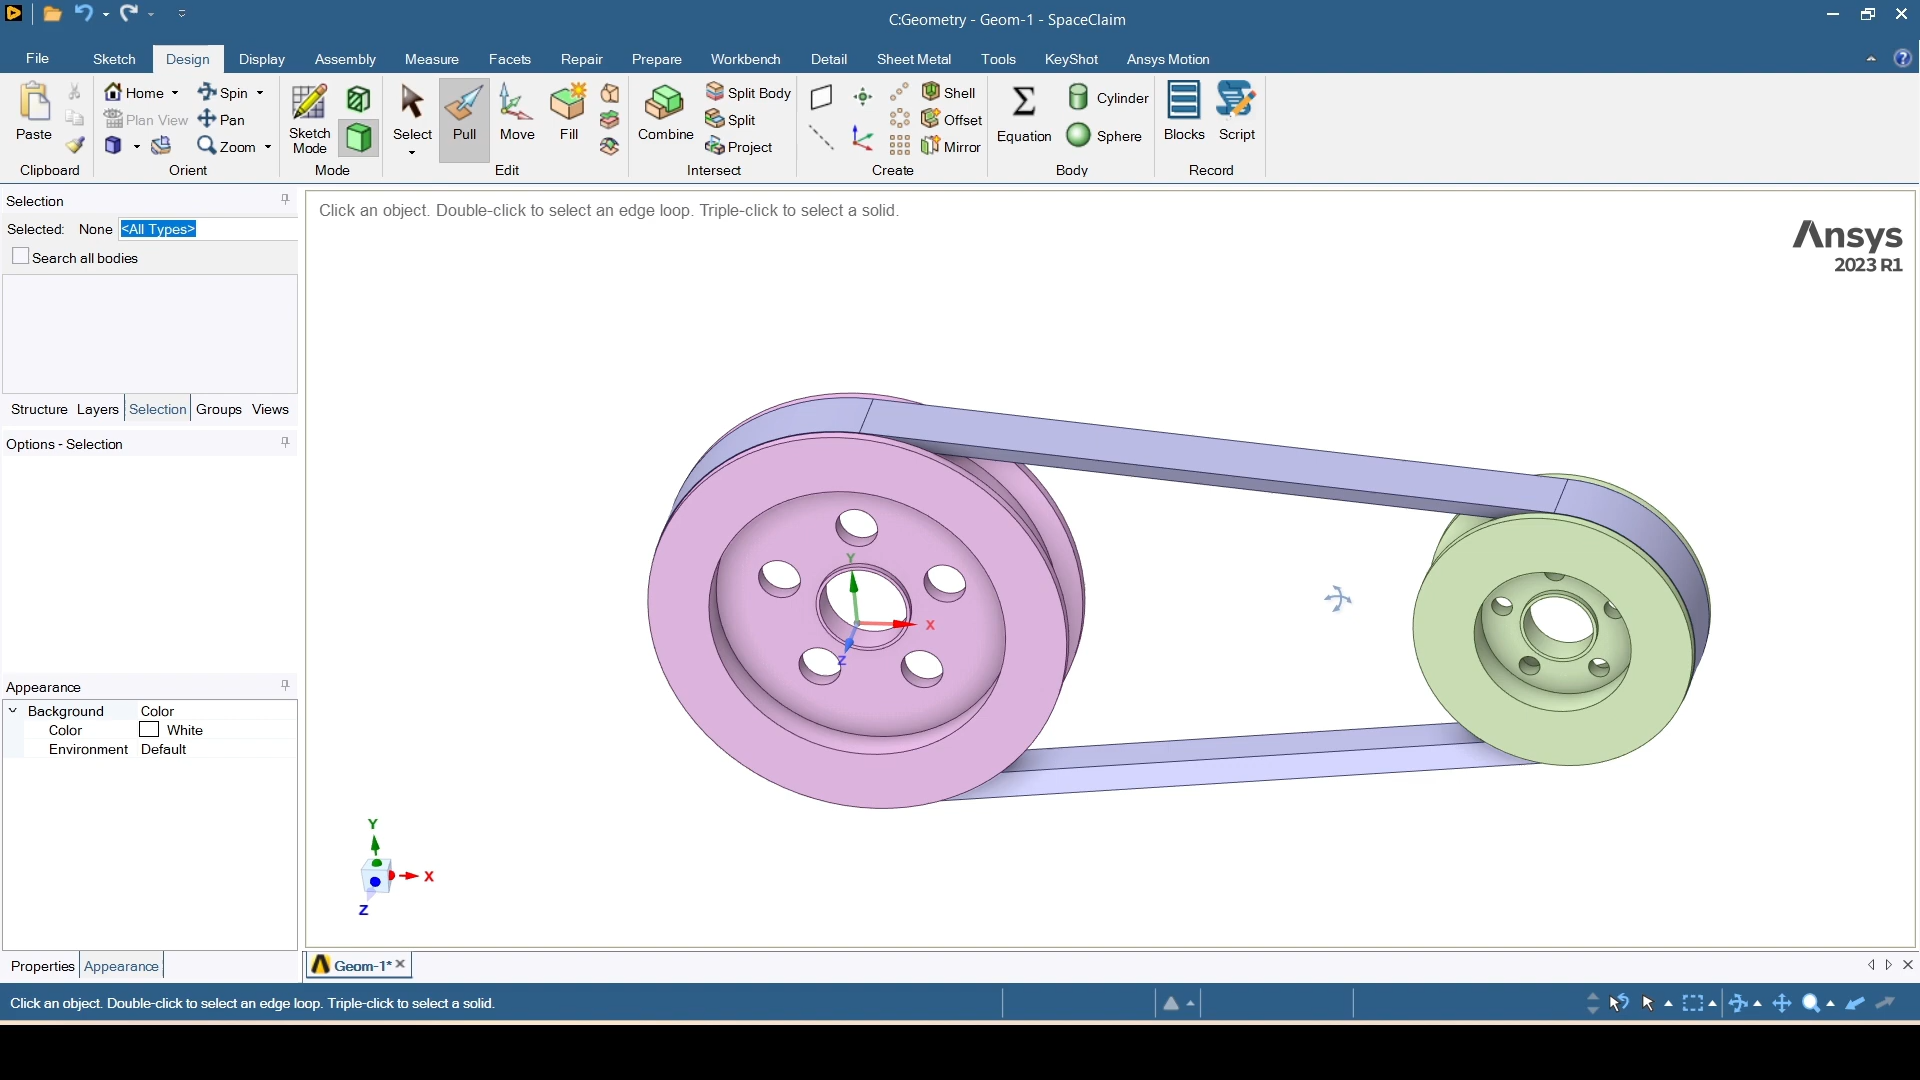 C:Geometry - Geom-1 - SpaceClaim
File Sketch Design Display Assembly Measure Facets Repair Prepare Workbench Detail Sheet Metal Tools KeyShot Ansys Motion
Paste
Clipboard
Home Spin
Plan View Pan
Zoom
Orient
Sketch Mode
Mode
Select Pull Move Fill
Edit
Combine
Split Body
Split
Project
Intersect
Shell
Offset
Mirror
Create
Equation
Cylinder
Sphere
Body
Blocks Script
Record
Selection
Selected: None <All Types>
Search all bodies
Structure Layers Selection Groups Views
Options - Selection
Appearance
Background Color
Color White
Environment Default
Properties Appearance
Click an object. Double-click to select an edge loop. Triple-click to select a solid.
Ansys
2023 R1
Y
X
Z
Y
X
Z
Geom-1*
Click an object. Double-click to select an edge loop. Triple-click to select a solid.